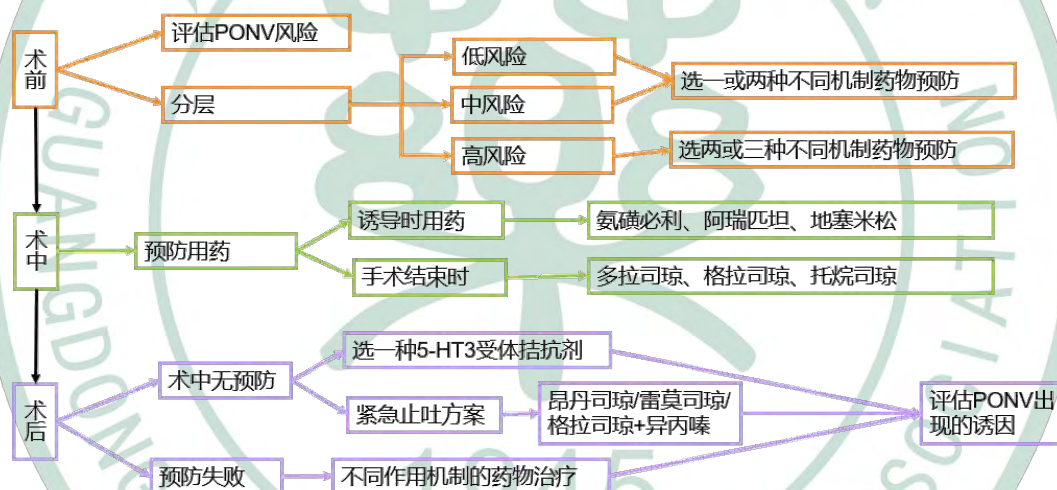 术前
评估PONV风险
分层
低风险
中风险
高风险
选一或两种不同机制药物预防
选两或三种不同机制药物预防
术中
预防用药
诱导时用药
手术结束时
氨磺必利、阿瑞匹坦、地塞米松
多拉司琼、格拉司琼、托烷司琼
术后
术中无预防
预防失败
选一种5-HT3受体拮抗剂
紧急止吐方案
昂丹司琼/雷莫司琼/
格拉司琼+异丙嗪
不同作用机制的药物治疗
评估PONV出
现的诱因
GUANGDONG
ASSOCIATION